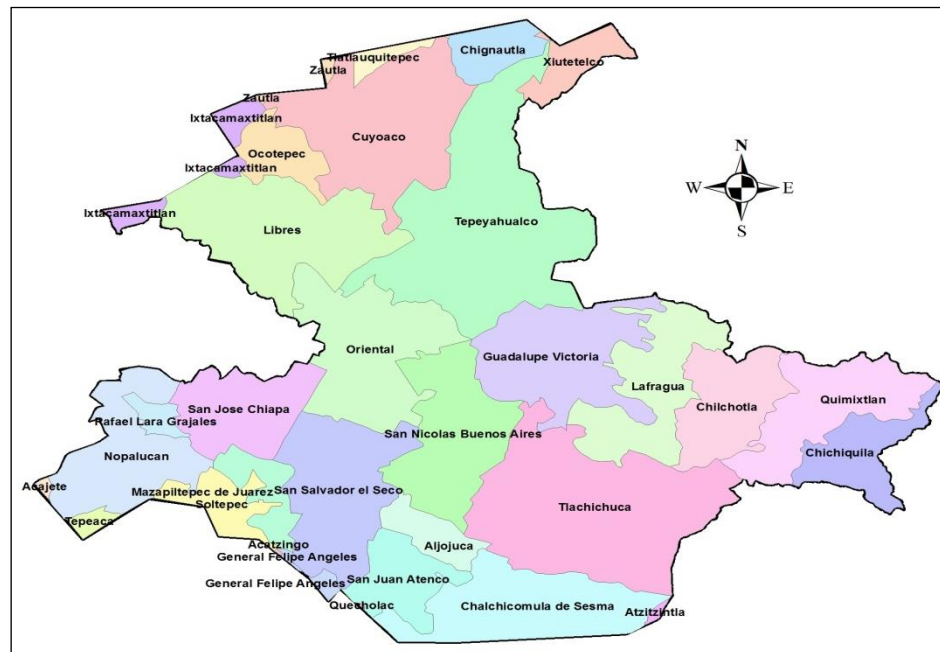 Tlatlauquitepec
Chignautla
Xiutetelco
Zautla
Zautla
Ixtacamaxtitlan
Cuyoaco
Ocotepec
Ixtacamaxtitlan
N
W
E
S
Ixtacamaxtitlan
Libres
Tepeyahualco
Oriental
Guadalupe Victoria
Lafragua
Chilchotla
Quimixtlan
San Jose Chiapa
Rafael Lara Grajales
San Nicolas Buenos Aires
Chichiquila
Nopalucan
Acajete
Mazapiltepec de Juarez
San Salvador el Seco
Soltepec
Tlachichuca
Tepeaca
Acatzingo
Aljojuca
General Felipe Angeles
General Felipe Angeles
San Juan Atenco
Quecholac
Chalchicomula de Sesma
Atzitzintla